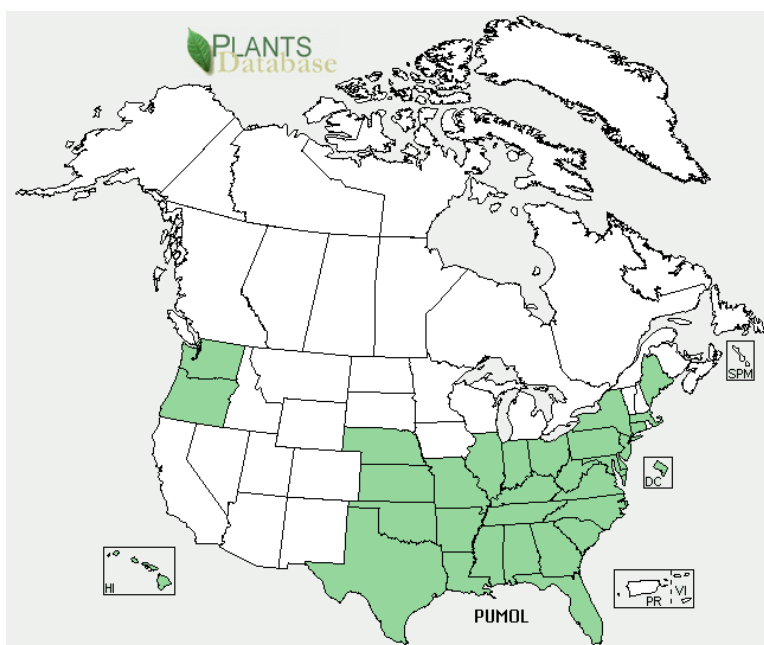 PLANTS
Database
SPM
DC
HI
PR
VI
PUMOL